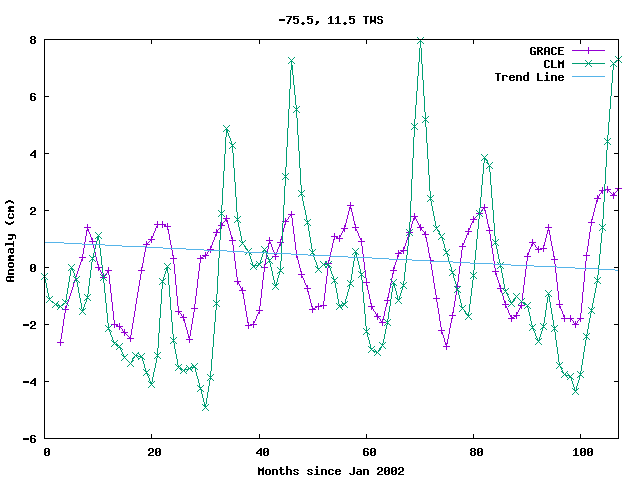 -75.5, 11.5 TWS
GRACE
CLM
Trend Line
8
6
4
2
0
-2
-4
-6
Anomaly (cm)
0 20 40 60 80 100
Months since Jan 2002